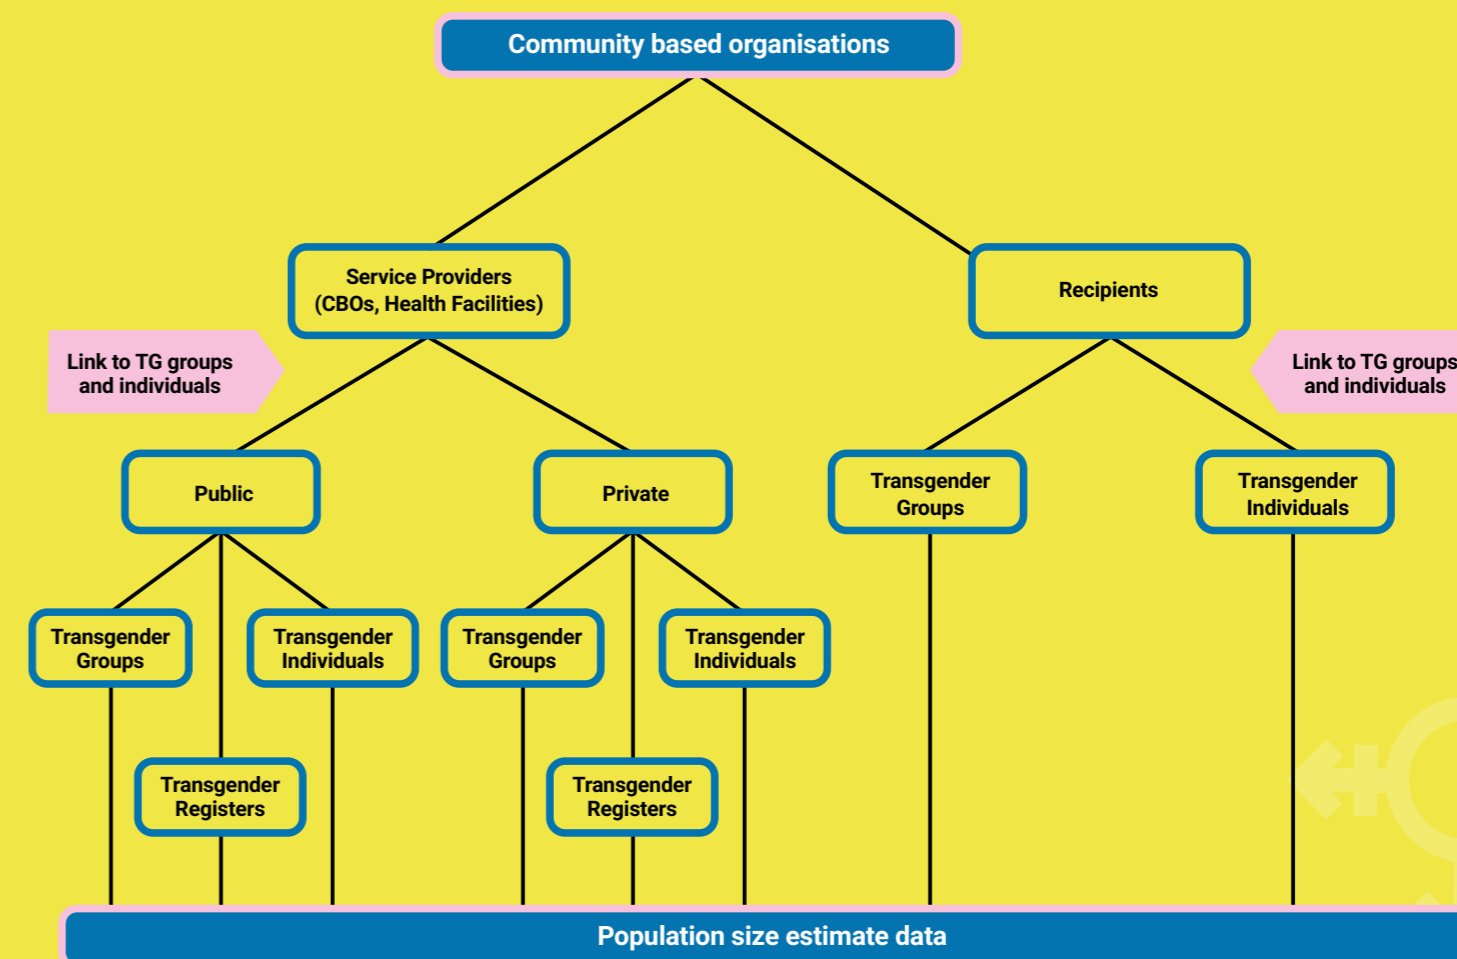 Community based organisations
Service Providers
(CBOs, Health Facilities)
Recipients
Link to TG groups
and individuals
Link to TG groups
and individuals
Public
Private
Transgender
Groups
Transgender
Individuals
Transgender
Groups
Transgender
Individuals
Transgender
Groups
Transgender
Individuals
Transgender
Registers
Transgender
Registers
Population size estimate data